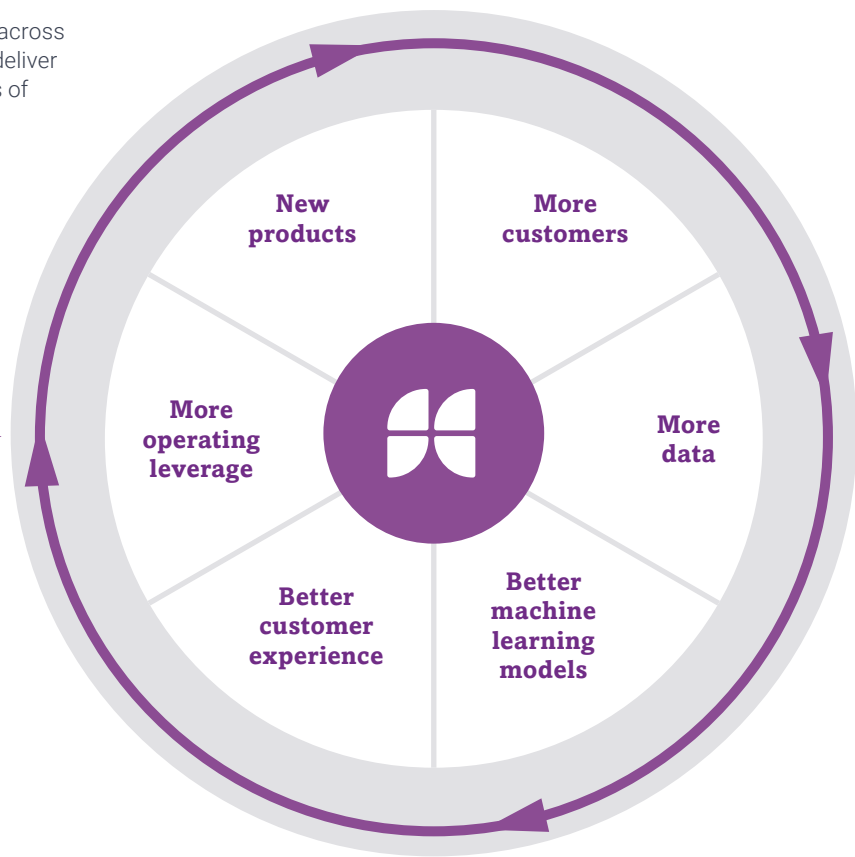 across
deliver
s of
New
products
More
customers
More
data
Better
machine
learning
models
Better
customer
experience
More
operating
leverage